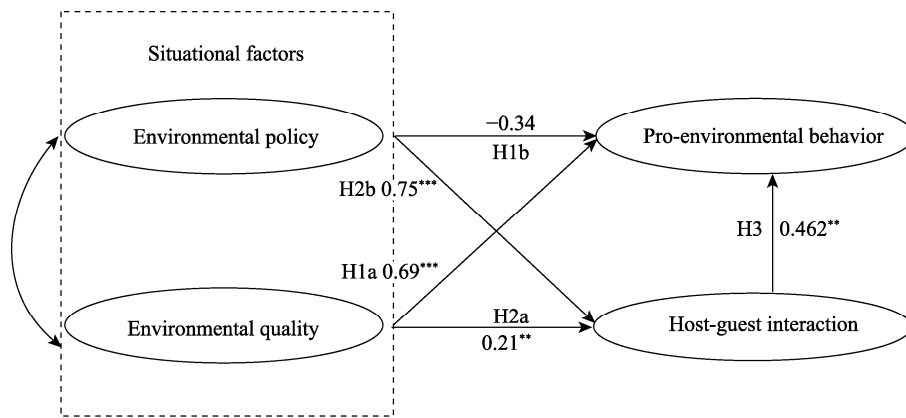 Situational factors
Environmental policy
−0.34
H1b
Pro-environmental behavior
H2b 0.75***
H3 0.462**
H1a 0.69***
Environmental quality
H2a
0.21**
Host-guest interaction